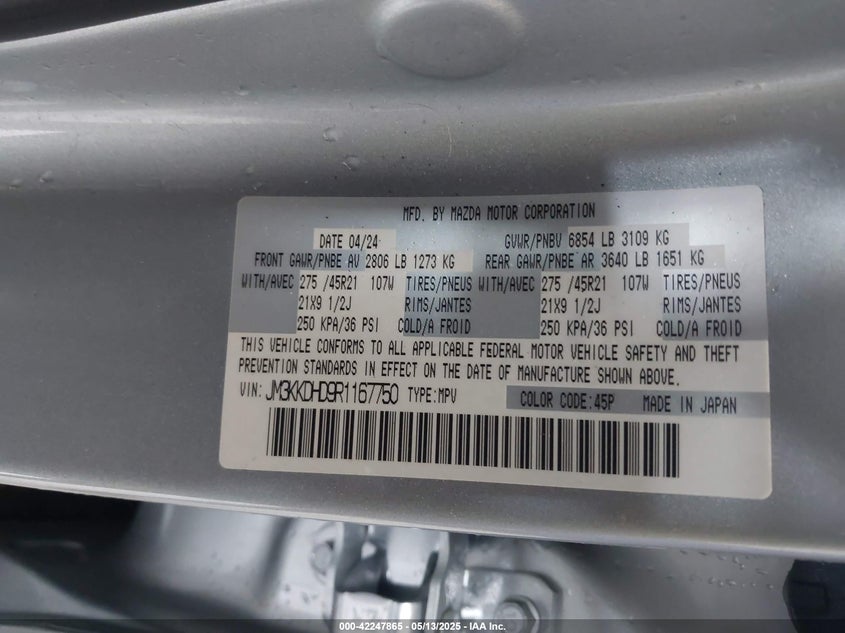 MFD. BY MAZDA MOTOR CORPORATION
DATE 04/24 GVWR/PNBV 6854 LB 3109 KG
FRONT GAWR/PNBE AV 2806 LB 1273 KG REAR GAWR/PNBE AR 3640 LB 1651 KG
WITH/AVEC 275 /45R21 107W TIRES/PNEUS WITH/AVEC 275 /45R21 107W TIRES/PNEUS
21X9 1/2J RIMS/JANTES 21X9 1/2J RIMS/JANTES
250 KPA/36 PSI COLD/A FROID 250 KPA/36 PSI COLD/A FROID
THIS VEHICLE CONFORMS TO ALL APPLICABLE FEDERAL MOTOR VEHICLE SAFETY AND THEFT
PREVENTION STANDARDS IN EFFECT ON THE DATE OF MANUFACTURE SHOWN ABOVE.
VIN: JM3KKDHD9R1167750 TYPE:MPV COLOR CODE:45P MADE IN JAPAN
000-42247865 - 05/13/2025 - IAA Inc.